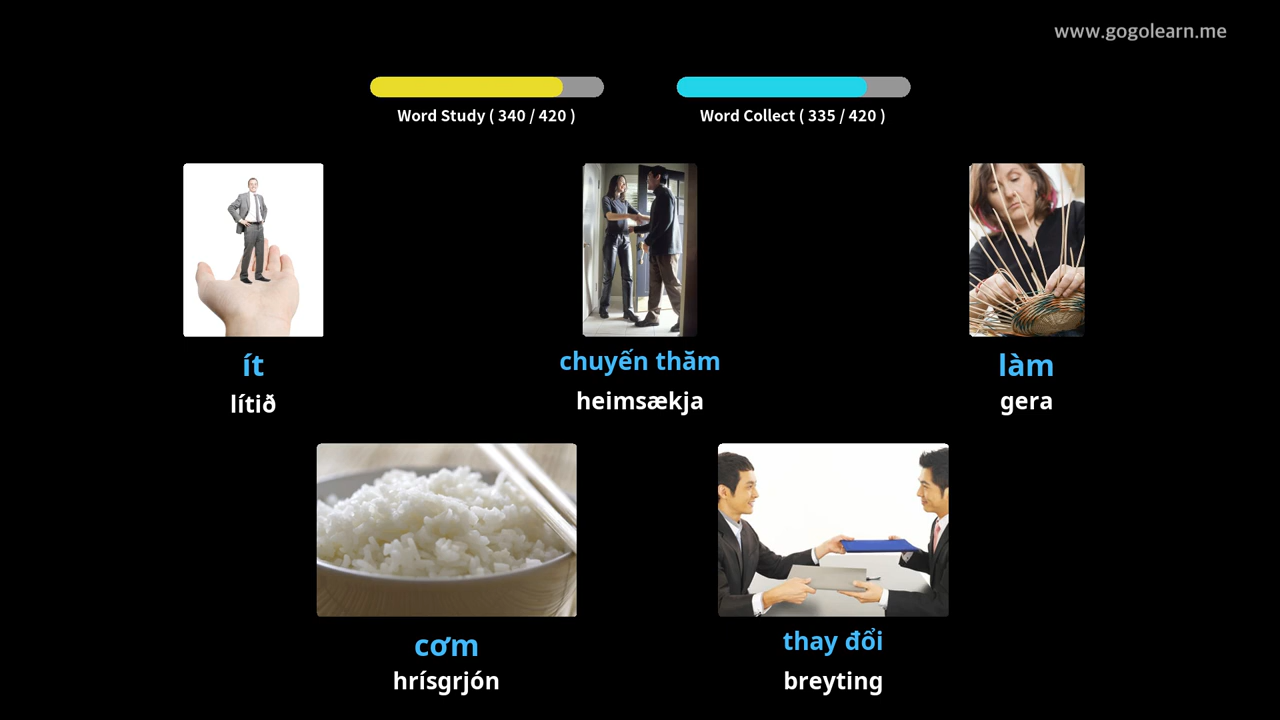 www.gogolearn.me
Word Study ( 340 / 420 )
Word Collect ( 335 / 420 )
ít
lítið
chuyến thăm
heimsækja
làm
gera
cơm
hrísgrjón
thay đổi
breyting